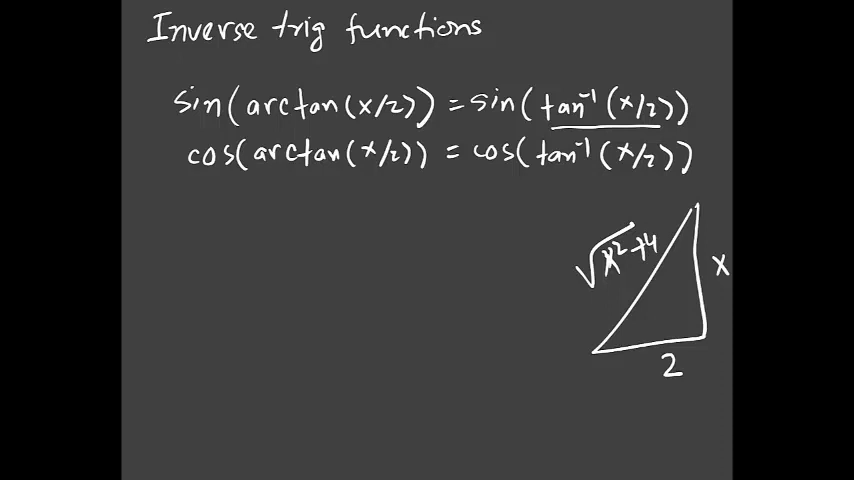 Inverse trig functions
sin(arctan(x/2)) = sin(tan⁻¹(x/2))
cos(arctan(x/2)) = cos(tan⁻¹(x/2))
√x²+4
x
2